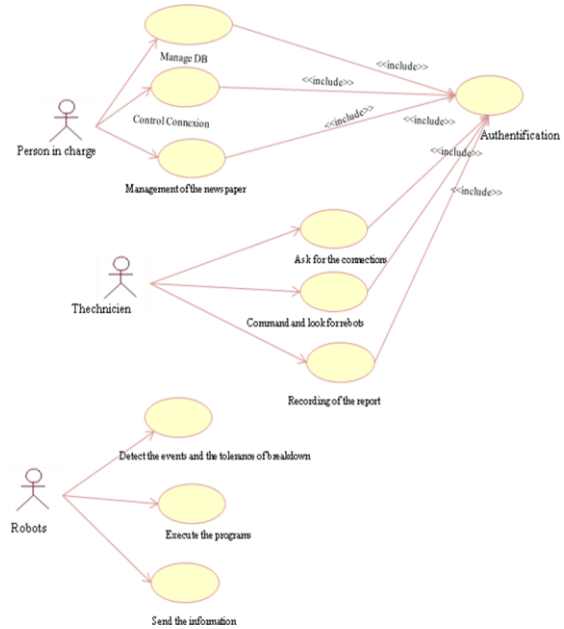 Manage DB
<<include>>
<<include>>
Control Connexion
<<include>>
<<include>>
Person in charge
Authentification
<<include>>
Management of the news paper
<<include>>
Ask for the connections
Thechnicien
Command and look for rebots
Recording of the report
Detect the events and the tolerance of breakdown
Robots
Execute the programs
Send the information